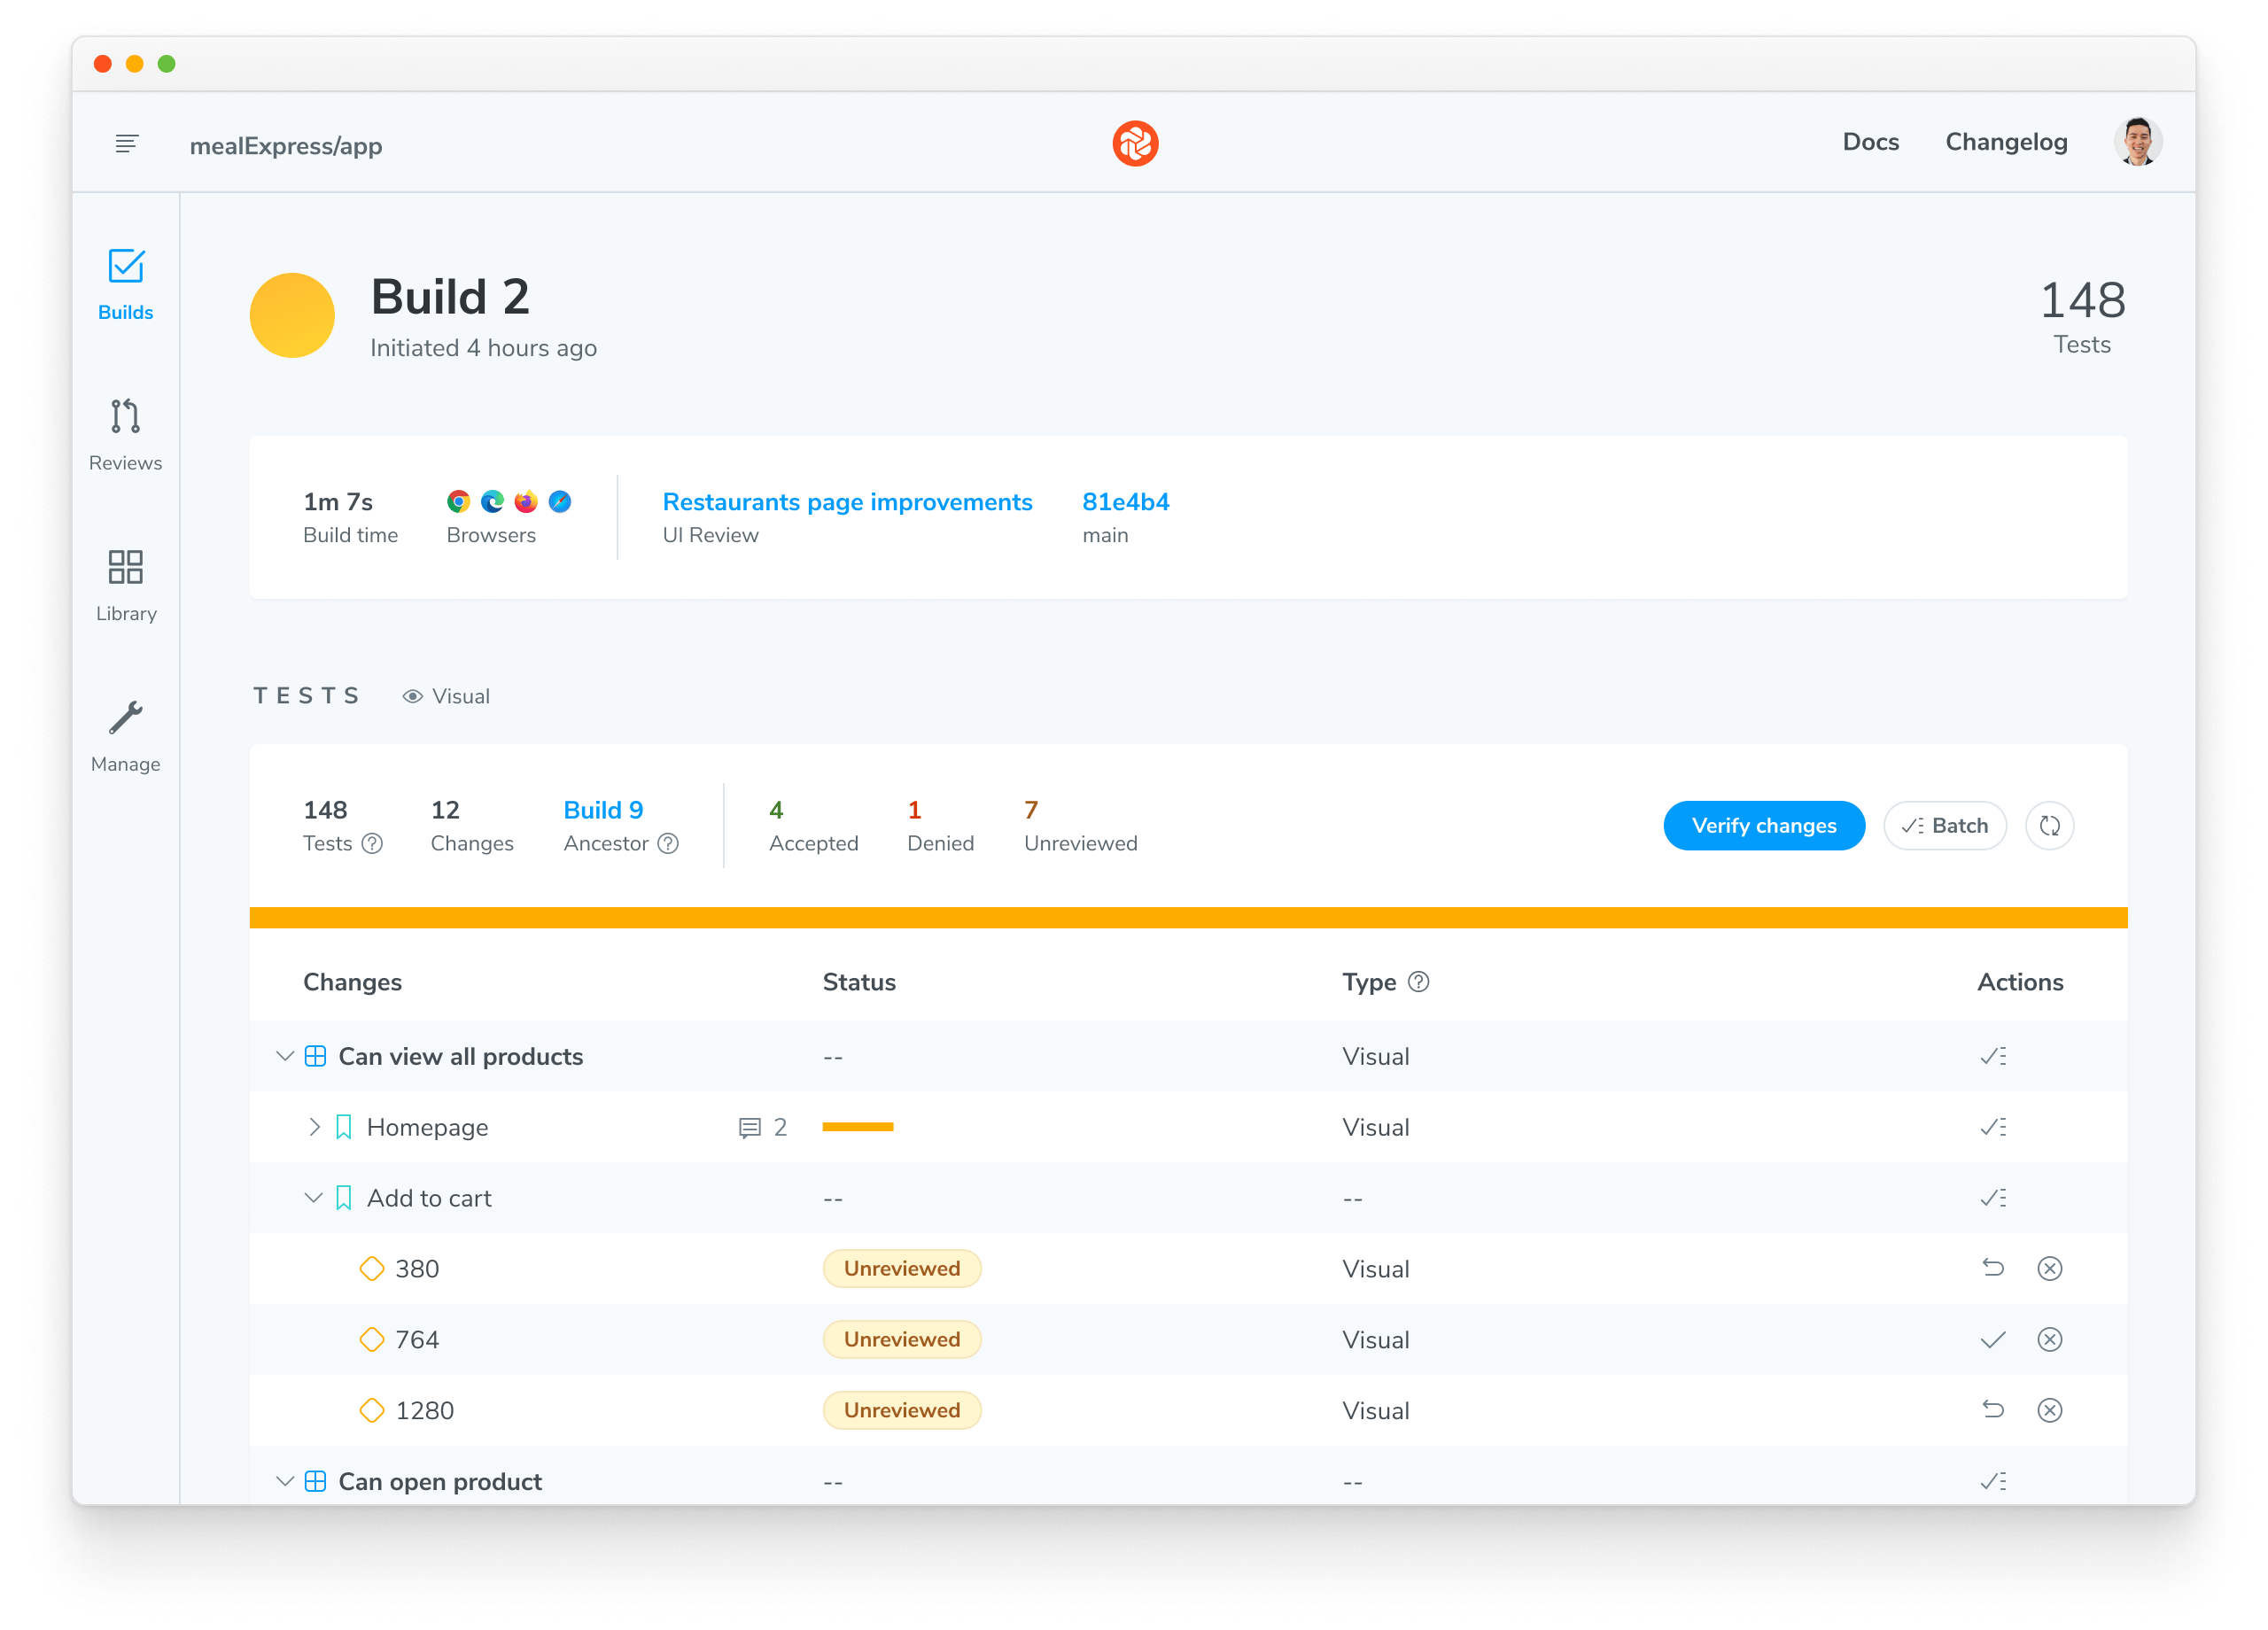 mealExpress/app
Docs Changelog
Builds
Reviews
Library
Manage
Build 2
Initiated 4 hours ago
148
Tests
1m 7s
Build time
Browsers
Restaurants page improvements
UI Review
81e4b4
main
TESTS Visual
148
Tests ?
12
Changes
Build 9
Ancestor ?
4
Accepted
1
Denied
7
Unreviewed
Verify changes
Batch
Changes Status Type ? Actions
Can view all products -- Visual
Homepage 2 Visual
Add to cart -- --
380 Unreviewed Visual
764 Unreviewed Visual
1280 Unreviewed Visual
Can open product -- --